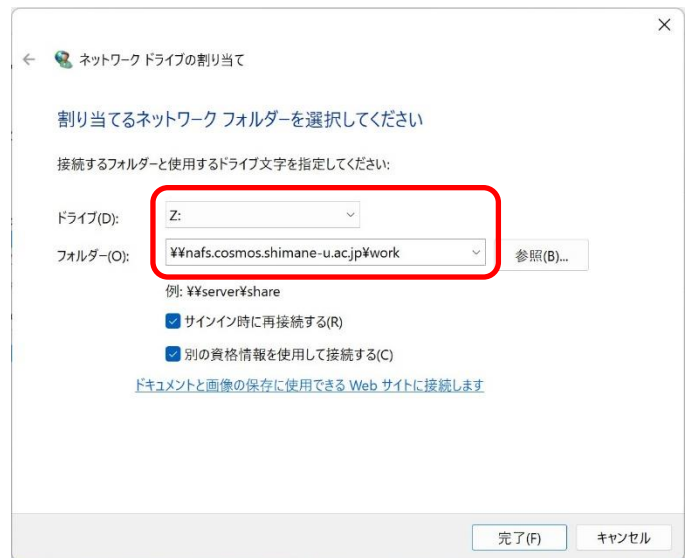 ネットワーク ドライブの割り当て
割り当てるネットワーク フォルダーを選択してください
接続するフォルダーと使用するドライブ文字を指定してください:
ドライブ(D): Z:
フォルダー(O): ¥¥nafs.cosmos.shimane-u.ac.jp¥work 参照(B)...
例: ¥¥server¥share
サインイン時に再接続する(R)
別の資格情報を使用して接続する(C)
ドキュメントと画像の保存に使用できる Web サイトに接続します
完了(F) キャンセル